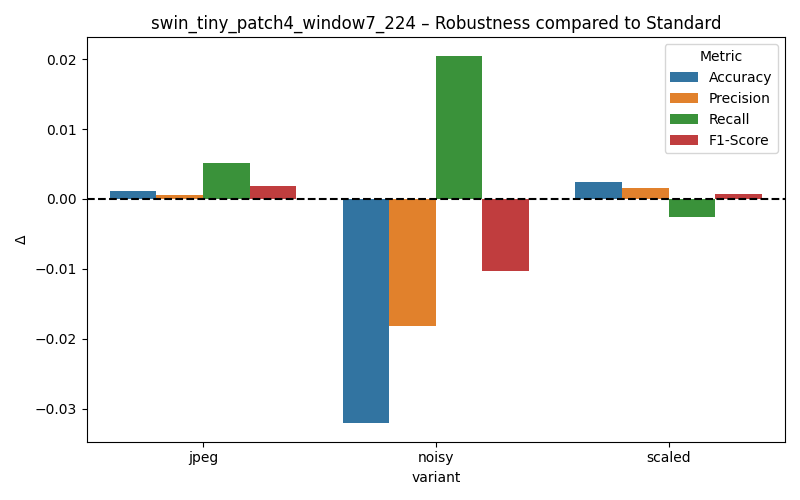 swin_tiny_patch4_window7_224 – Robustness compared to Standard
Metric
Accuracy
Precision
Recall
F1-Score
0.02
0.01
0.00
−0.01
−0.02
−0.03
Δ
jpeg
noisy
scaled
variant